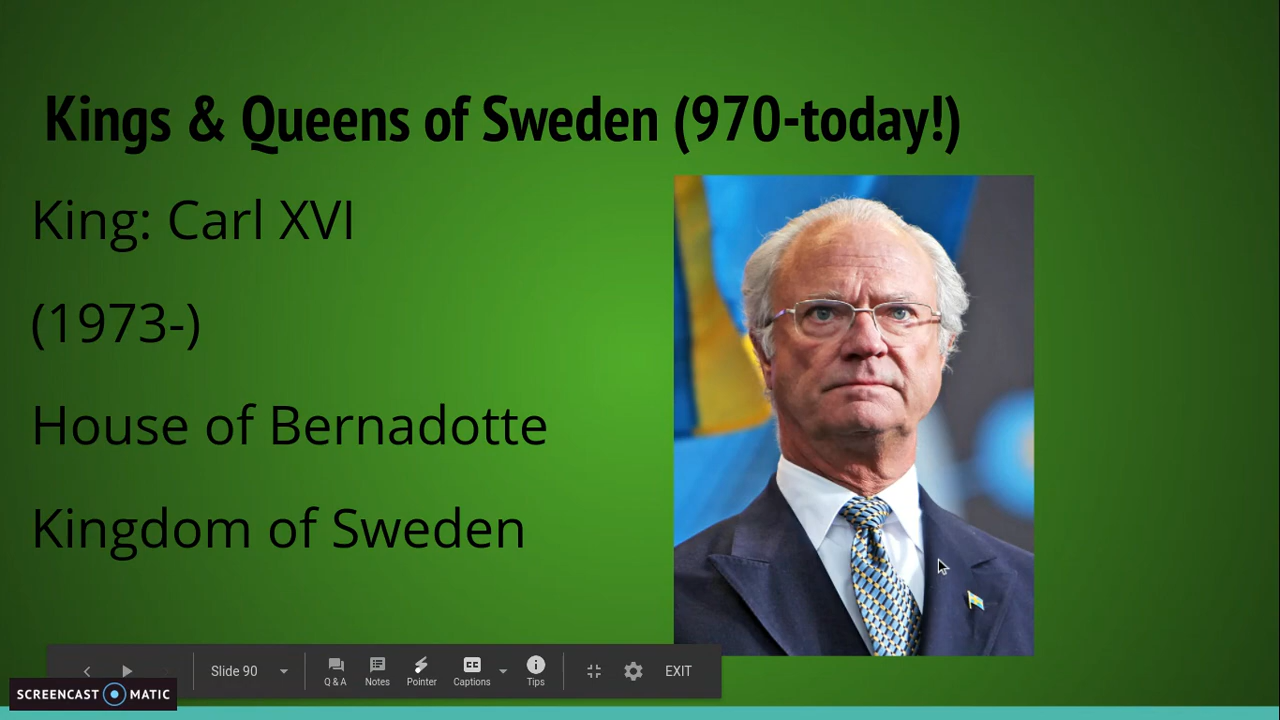 Kings & Queens of Sweden (970-today!)
King: Carl XVI
(1973-)
House of Bernadotte
Kingdom of Sweden
Slide 90
Q & A
Notes
Pointer
CC
Captions
Tips
EXIT
SCREENCAST MATIC